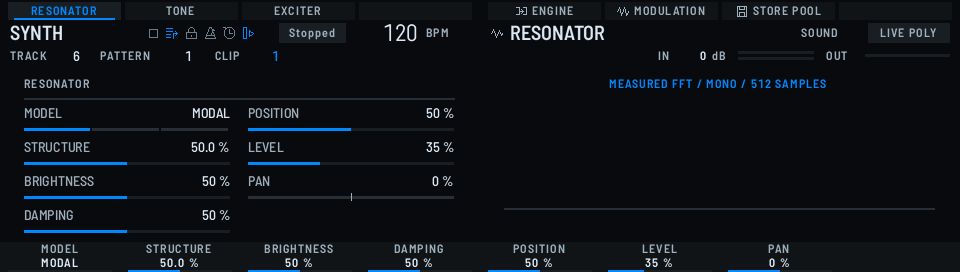 RESONATOR TONE EXCITER ENGINE MODULATION STORE POOL
SYNTH Stopped 120 BPM RESONATOR SOUND LIVE POLY
TRACK 6 PATTERN 1 CLIP 1 IN 0 dB OUT
RESONATOR MEASURED FFT / MONO / 512 SAMPLES
MODEL MODAL POSITION 50 %
STRUCTURE 50.0 % LEVEL 35 %
BRIGHTNESS 50 % PAN 0 %
DAMPING 50 %
MODEL STRUCTURE BRIGHTNESS DAMPING POSITION LEVEL PAN
MODAL 50.0 % 50 % 50 % 50 % 35 % 0 %